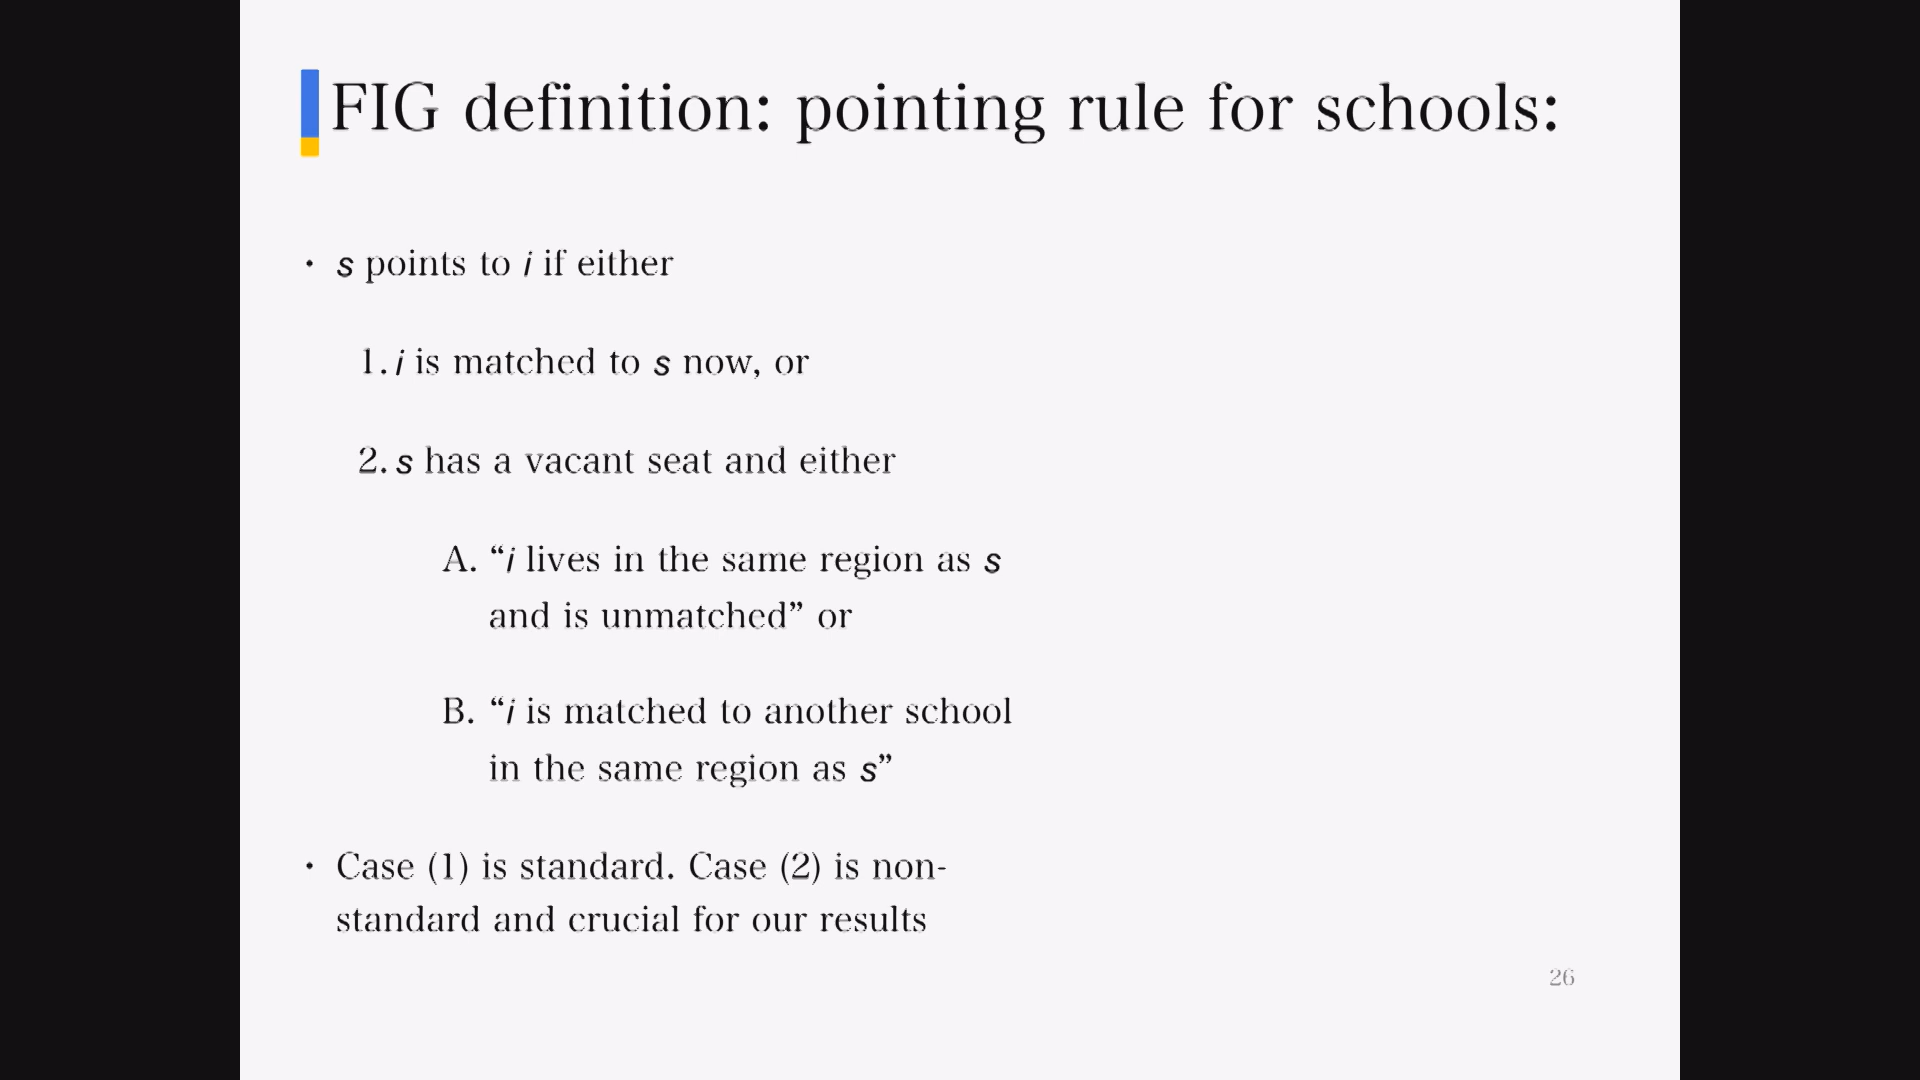 FIG definition: pointing rule for schools:
· s points to i if either
1. i is matched to s now, or
2. s has a vacant seat and either
A. “i lives in the same region as s
and is unmatched” or
B. “i is matched to another school
in the same region as s”
· Case (1) is standard. Case (2) is non-
standard and crucial for our results
26